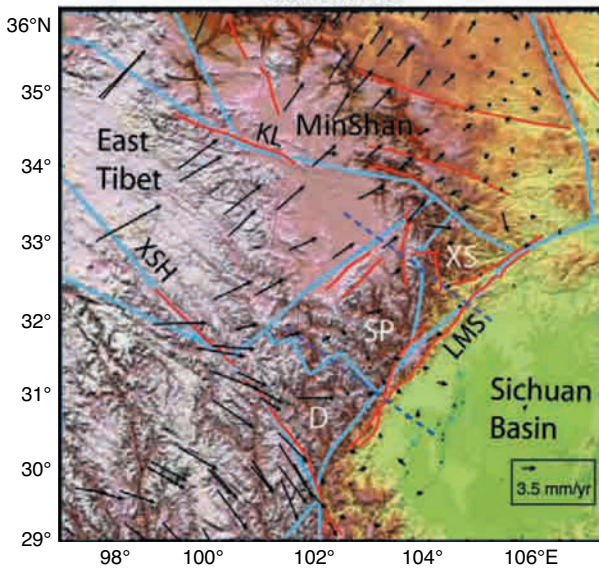 36°N
35°
34°
33°
32°
31°
30°
29°
KL
MinShan
East
Tibet
XSH
XS
SP
LMS
D
Sichuan
Basin
3.5 mm/yr
98°
100°
102°
104°
106°E